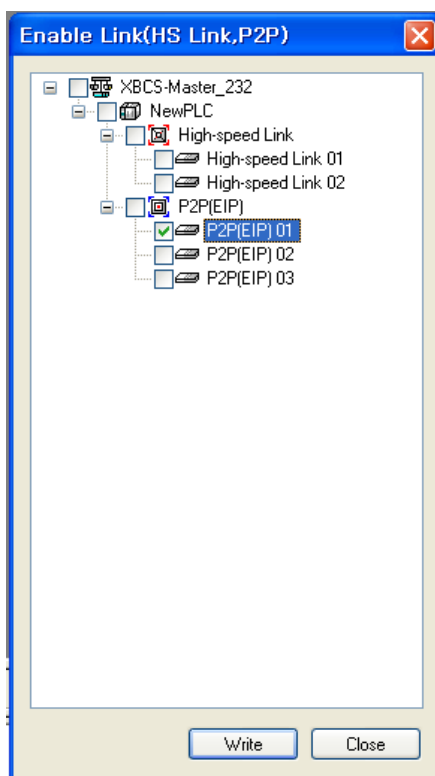 Enable Link(HS Link,P2P)
XBCS-Master_232
NewPLC
High-speed Link
High-speed Link 01
High-speed Link 02
P2P(EIP)
P2P(EIP) 01
P2P(EIP) 02
P2P(EIP) 03
Write Close